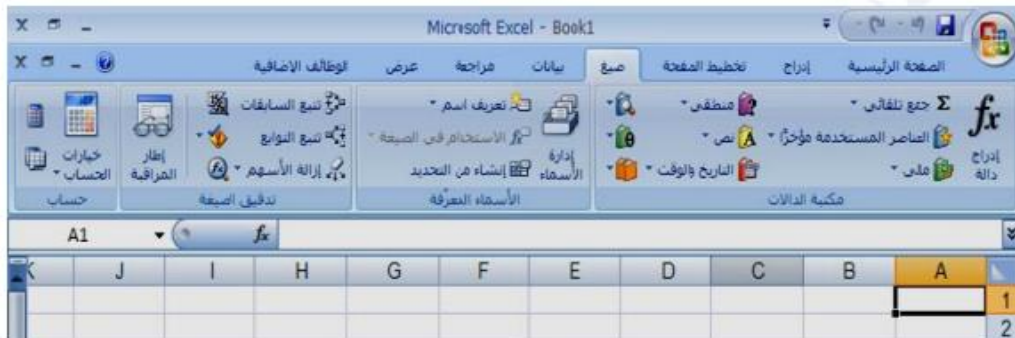 Microsoft Excel - Book1
الصفحة الرئيسية إدراج تخطيط الصفحة صيغ بيانات مراجعة عرض الوظائف الإضافية
Σ جمع تلقائي منطقي تعريف اسم تتبع السابقات
العناصر المستخدمة مؤخرًا نص الاستخدام في الصيغة تتبع التوابع
مالي التاريخ والوقت إنشاء من التحديد إزالة الأسهم
fx إدراج دالة
إدارة الأسماء
إطار المراقبة
خيارات الحساب
مكتبة الدالات الأسماء المعرّفة تدقيق الصيغة حساب
A1 fx
K J I H G F E D C B A
1
2